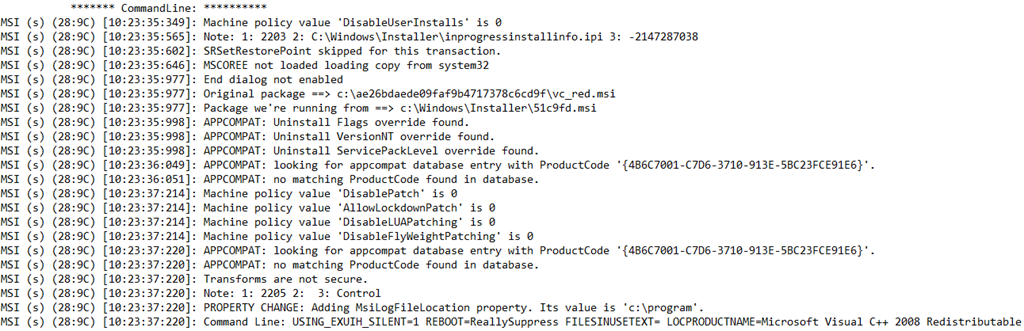 ******* CommandLine: **********
MSI (s) (28:9C) [10:23:35:349]: Machine policy value 'DisableUserInstalls' is 0
MSI (s) (28:9C) [10:23:35:565]: Note: 1: 2203 2: C:\Windows\Installer\inprogressinstallinfo.ipi 3: -2147287038
MSI (s) (28:9C) [10:23:35:602]: SRSetRestorePoint skipped for this transaction.
MSI (s) (28:9C) [10:23:35:646]: MSCOREE not loaded loading copy from system32
MSI (s) (28:9C) [10:23:35:977]: End dialog not enabled
MSI (s) (28:9C) [10:23:35:977]: Original package ==> c:\ae26bdaede09faf9b4717378c6cd9f\vc_red.msi
MSI (s) (28:9C) [10:23:35:977]: Package we're running from ==> c:\Windows\Installer\51c9fd.msi
MSI (s) (28:9C) [10:23:35:998]: APPCOMPAT: Uninstall Flags override found.
MSI (s) (28:9C) [10:23:35:998]: APPCOMPAT: Uninstall VersionNT override found.
MSI (s) (28:9C) [10:23:35:998]: APPCOMPAT: Uninstall ServicePackLevel override found.
MSI (s) (28:9C) [10:23:36:049]: APPCOMPAT: looking for appcompat database entry with ProductCode '{4B6C7001-C7D6-3710-913E-5BC23FCE91E6}'.
MSI (s) (28:9C) [10:23:36:051]: APPCOMPAT: no matching ProductCode found in database.
MSI (s) (28:9C) [10:23:37:214]: Machine policy value 'DisablePatch' is 0
MSI (s) (28:9C) [10:23:37:214]: Machine policy value 'AllowLockdownPatch' is 0
MSI (s) (28:9C) [10:23:37:214]: Machine policy value 'DisableLUAPatching' is 0
MSI (s) (28:9C) [10:23:37:214]: Machine policy value 'DisableFlyWeightPatching' is 0
MSI (s) (28:9C) [10:23:37:220]: APPCOMPAT: looking for appcompat database entry with ProductCode '{4B6C7001-C7D6-3710-913E-5BC23FCE91E6}'.
MSI (s) (28:9C) [10:23:37:220]: APPCOMPAT: no matching ProductCode found in database.
MSI (s) (28:9C) [10:23:37:220]: Transforms are not secure.
MSI (s) (28:9C) [10:23:37:220]: Note: 1: 2205 2:  3: Control
MSI (s) (28:9C) [10:23:37:220]: PROPERTY CHANGE: Adding MsiLogFileLocation property. Its value is 'c:\program'.
MSI (s) (28:9C) [10:23:37:220]: Command Line: USING_EXUIH_SILENT=1 REBOOT=ReallySuppress FILESINUSETEXT= LOCPRODUCTNAME=Microsoft Visual C++ 2008 Redistributable